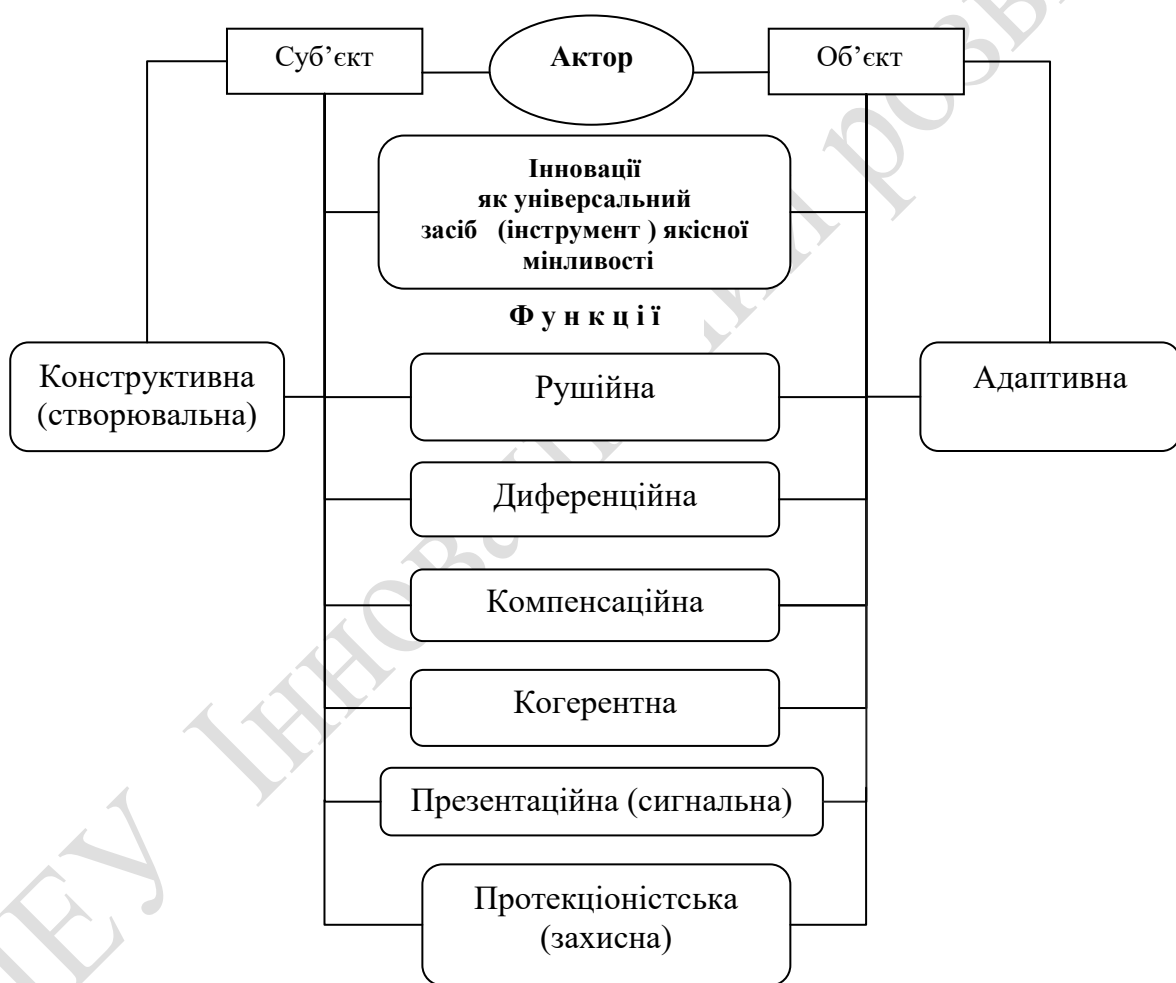 Суб’єкт
Актор
Об’єкт
Інновації
як універсальний
засіб (інструмент ) якісної
мінливості
Ф у н к ц і ї
Конструктивна
(створювальна)
Рушійна
Адаптивна
Диференційна
Компенсаційна
Когерентна
Презентаційна (сигнальна)
Протекціоністська
(захисна)